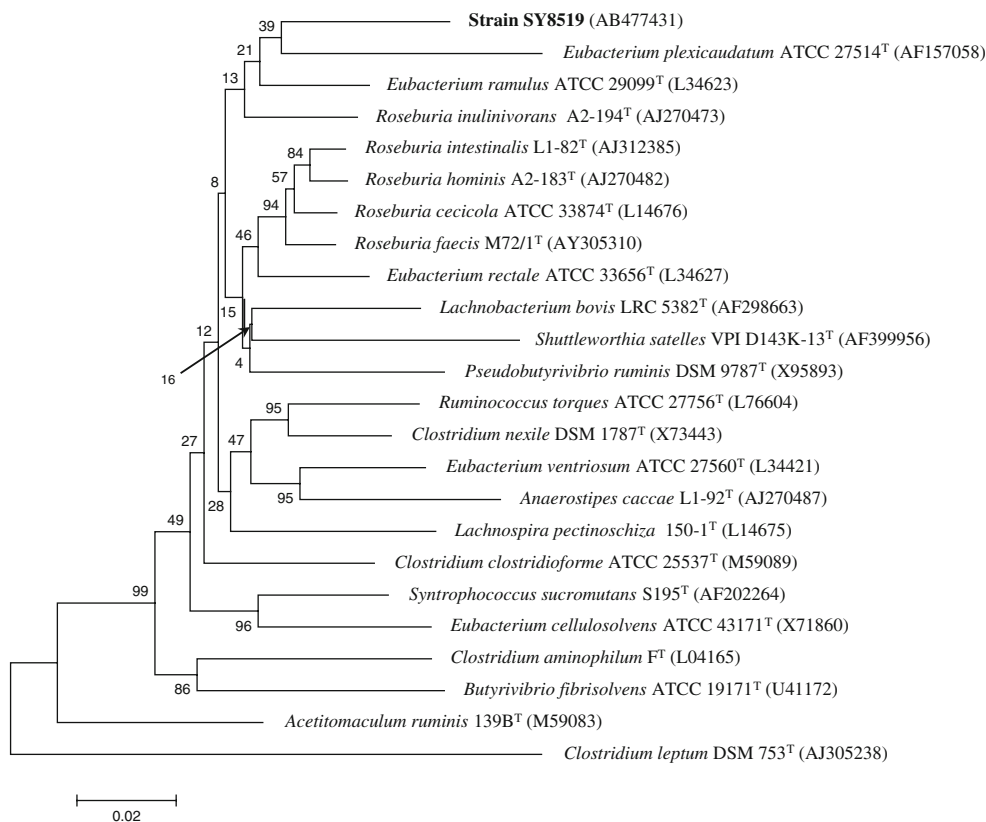 39
Strain SY8519 (AB477431)
21
Eubacterium plexicaudatum ATCC 27514T (AF157058)
13
Eubacterium ramulus ATCC 29099T (L34623)
Roseburia inulinivorans A2-194T (AJ270473)
84
Roseburia intestinalis L1-82T (AJ312385)
8
57
Roseburia hominis A2-183T (AJ270482)
94
Roseburia cecicola ATCC 33874T (L14676)
46
Roseburia faecis M72/1T (AY305310)
Eubacterium rectale ATCC 33656T (L34627)
15
Lachnobacterium bovis LRC 5382T (AF298663)
12
Shuttleworthia satelles VPI D143K-13T (AF399956)
16
4
Pseudobutyrivibrio ruminis DSM 9787T (X95893)
95
Ruminococcus torques ATCC 27756T (L76604)
27
47
Clostridium nexile DSM 1787T (X73443)
Eubacterium ventriosum ATCC 27560T (L34421)
95
Anaerostipes caccae L1-92T (AJ270487)
28
49
Lachnospira pectinoschiza 150-1T (L14675)
Clostridium clostridioforme ATCC 25537T (M59089)
99
Syntrophococcus sucromutans S195T (AF202264)
96
Eubacterium cellulosolvens ATCC 43171T (X71860)
Clostridium aminophilum FT (L04165)
86
Butyrivibrio fibrisolvens ATCC 19171T (U41172)
Acetitomaculum ruminis 139BT (M59083)
Clostridium leptum DSM 753T (AJ305238)
0.02